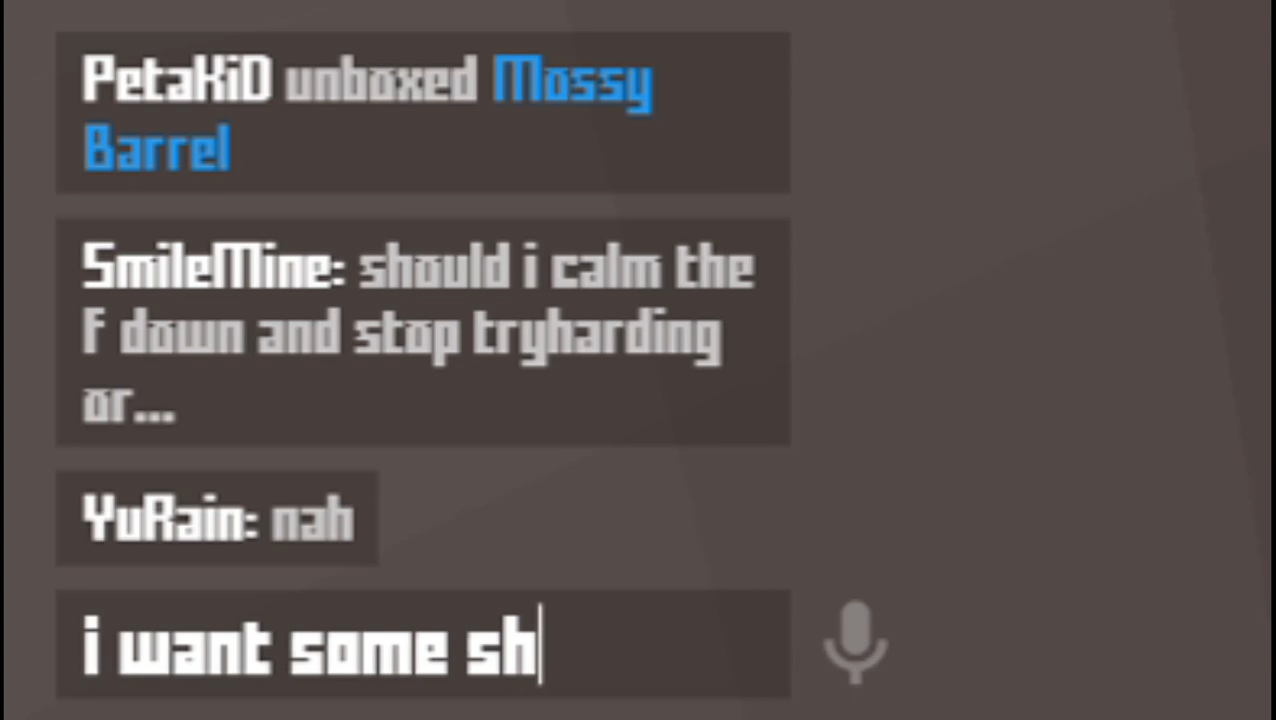 PetaKiD unboxed Mossy
Barrel
SmileMine: should i calm the
f down and stop tryharding
or...
YuRain: nah
i want some sh